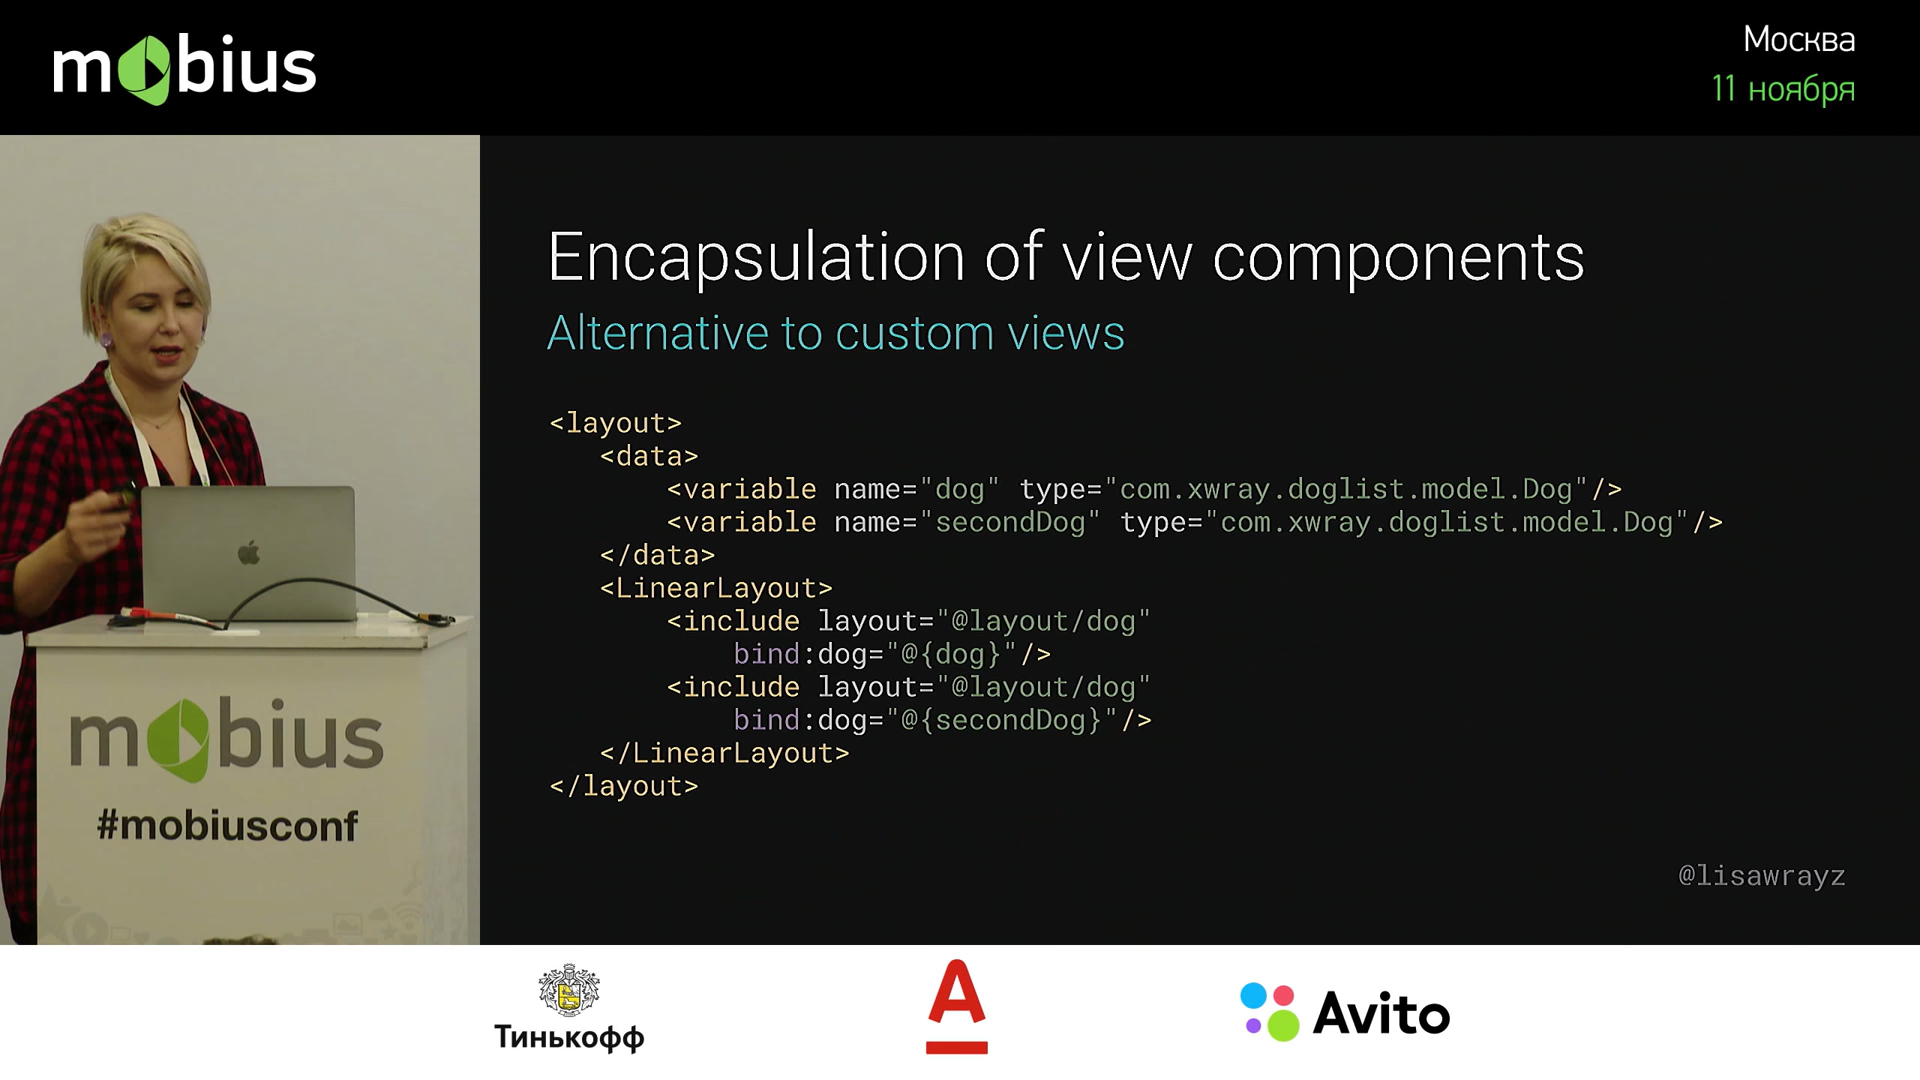 mobius
Москва
11 ноября
Encapsulation of view components
Alternative to custom views
<layout>
<data>
<variable name="dog" type="com.xwray.doglist.model.Dog"/>
<variable name="secondDog" type="com.xwray.doglist.model.Dog"/>
</data>
<LinearLayout>
<include layout="@layout/dog"
bind:dog="@{dog}"/>
<include layout="@layout/dog"
bind:dog="@{secondDog}"/>
</LinearLayout>
</layout>
@lisawrayz
mobius
#mobiusconf
Тинькофф
А
Avito